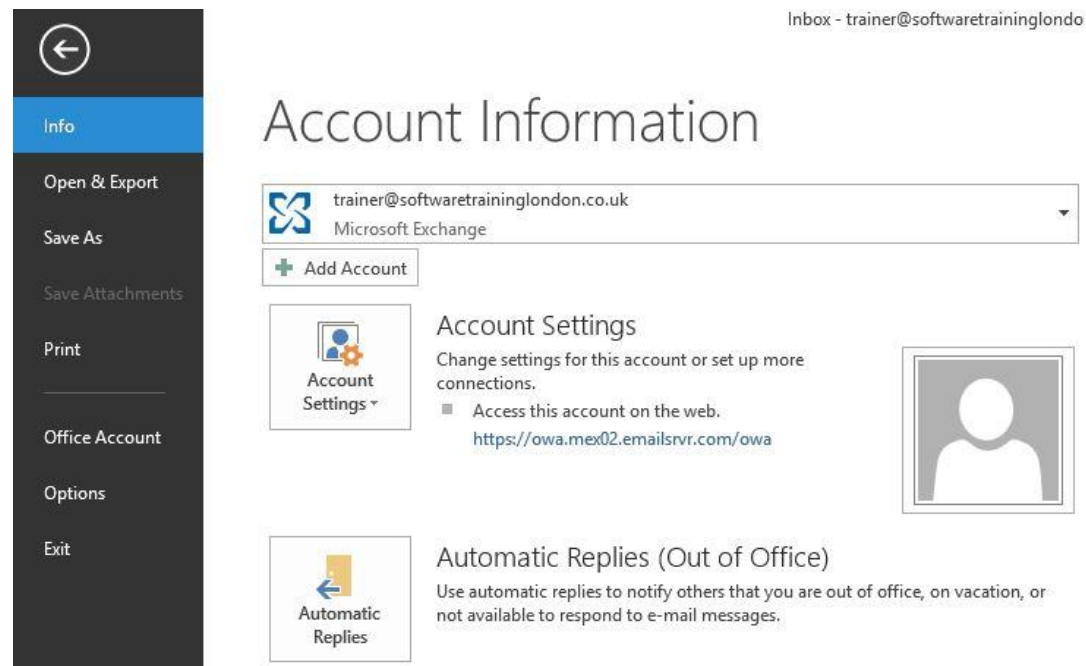 Inbox - trainer@softwaretraininglondo
Info
Open & Export
Save As
Save Attachments
Print
Office Account
Options
Exit
Account Information
trainer@softwaretraininglondon.co.uk
Microsoft Exchange
Add Account
Account
Settings
Account Settings
Change settings for this account or set up more
connections.
Access this account on the web.
https://owa.mex02.emailsrvr.com/owa
Automatic
Replies
Automatic Replies (Out of Office)
Use automatic replies to notify others that you are out of office, on vacation, or
not available to respond to e-mail messages.